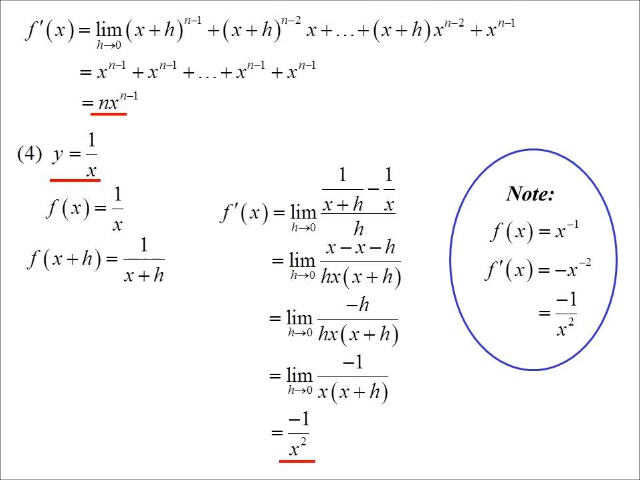 f′(x) = lim_{h→0} (x+h)^{n−1} + (x+h)^{n−2} x + … + (x+h) x^{n−2} + x^{n−1}
= x^{n−1} + x^{n−1} + … + x^{n−1} + x^{n−1}
= nx^{n−1}
(4) y = 1/x
f(x) = 1/x
f(x+h) = 1/(x+h)
f′(x) = lim_{h→0} (1/(x+h) − 1/x)/h
= lim_{h→0} (x−x−h)/(hx(x+h))
= lim_{h→0} −h/(hx(x+h))
= lim_{h→0} −1/(x(x+h))
= −1/x²
Note:
f(x) = x^{−1}
f′(x) = −x^{−2}
= −1/x²